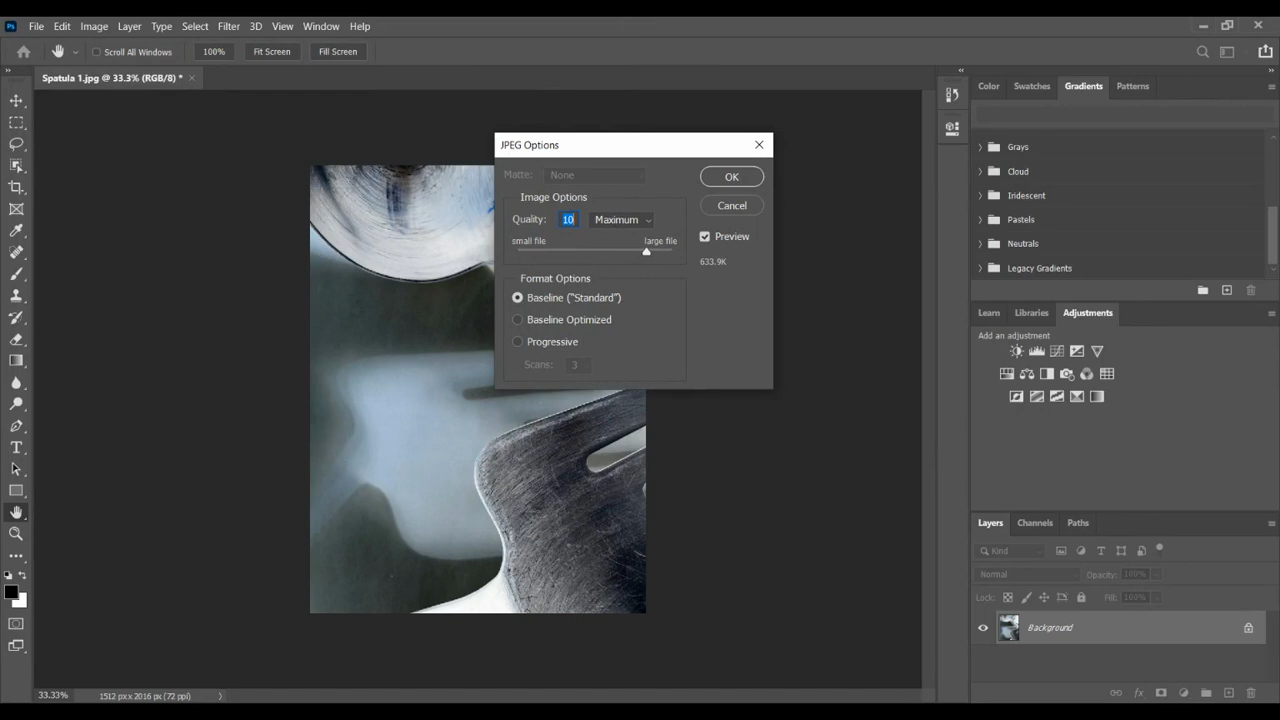 Ps File Edit Image Layer Type Select Filter 3D View Window Help
Scroll All Windows 100% Fit Screen Fill Screen
Spatula 1.jpg @ 33.3% (RGB/8) *
JPEG Options
Matte: None
OK
Image Options
Quality: 10 Maximum
Cancel
small file large file
Preview
633.9K
Format Options
Baseline ("Standard")
Baseline Optimized
Progressive
Scans: 3
Color Swatches Gradients Patterns
Grays
Cloud
Iridescent
Pastels
Neutrals
Legacy Gradients
Learn Libraries Adjustments
Add an adjustment
Layers Channels Paths
Kind
Normal Opacity: 100%
Lock: Fill: 100%
Background
33.33% 1512 px x 2016 px (72 ppi)